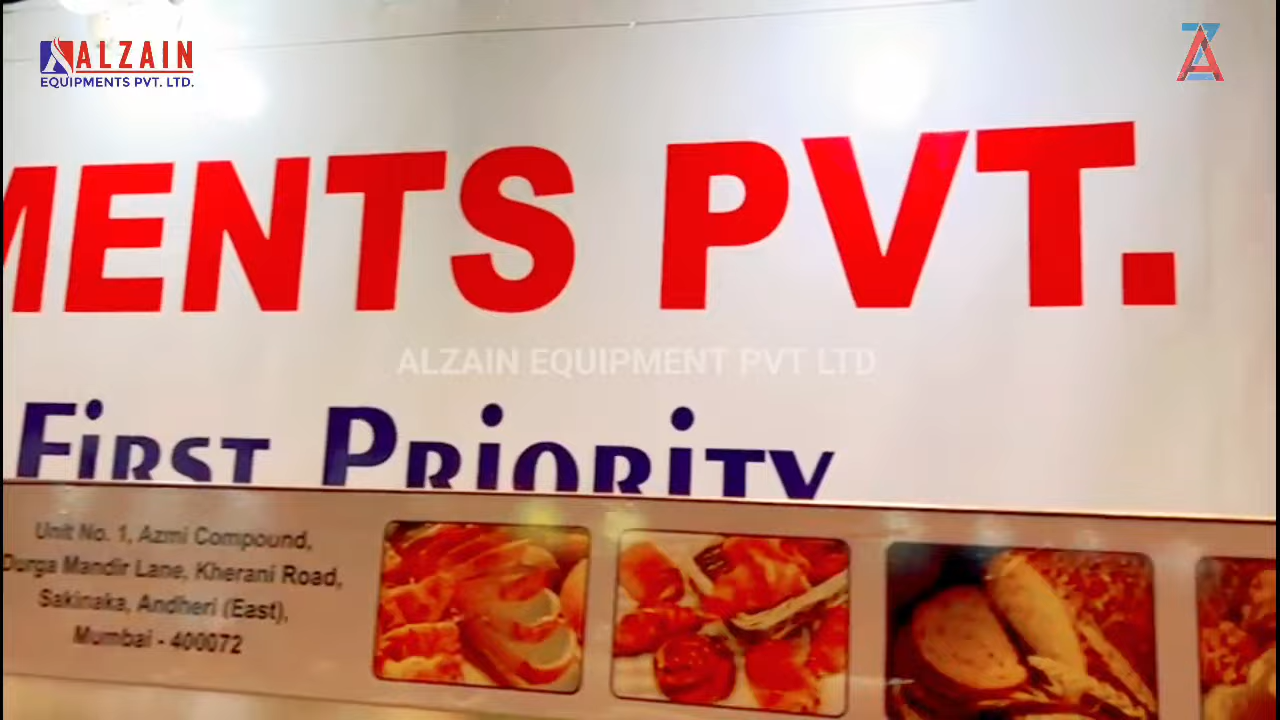 ALZAIN
EQUIPMENTS PVT. LTD.
ZA
MENTS PVT.
ALZAIN EQUIPMENT PVT LTD
FIRST PRIORITY
Unit No. 1, Azmi Compound,
Durga Mandir Lane, Kherani Road,
Sakinaka, Andheri (East),
Mumbai - 400072